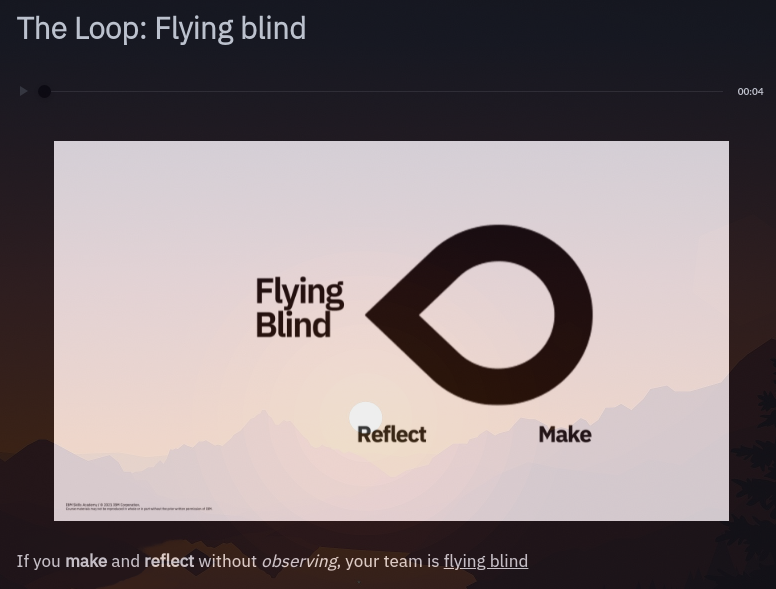 The Loop: Flying blind
00:04
Flying
Blind
Reflect
Make
If you make and reflect without observing, your team is flying blind